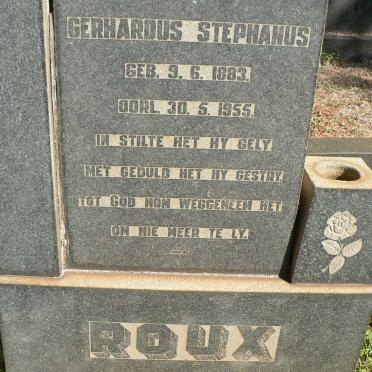 GERHARDUS STEPHANUS
GEB. 9. 6. 1883.
OORL. 30. 5. 1955.
IN STILTE HET HY GELY.
MET GEDULD HET HY GESTRY.
TOT GOD HOM WEGGENEEM HET
OM NIE MEER TE LY.
ROUX